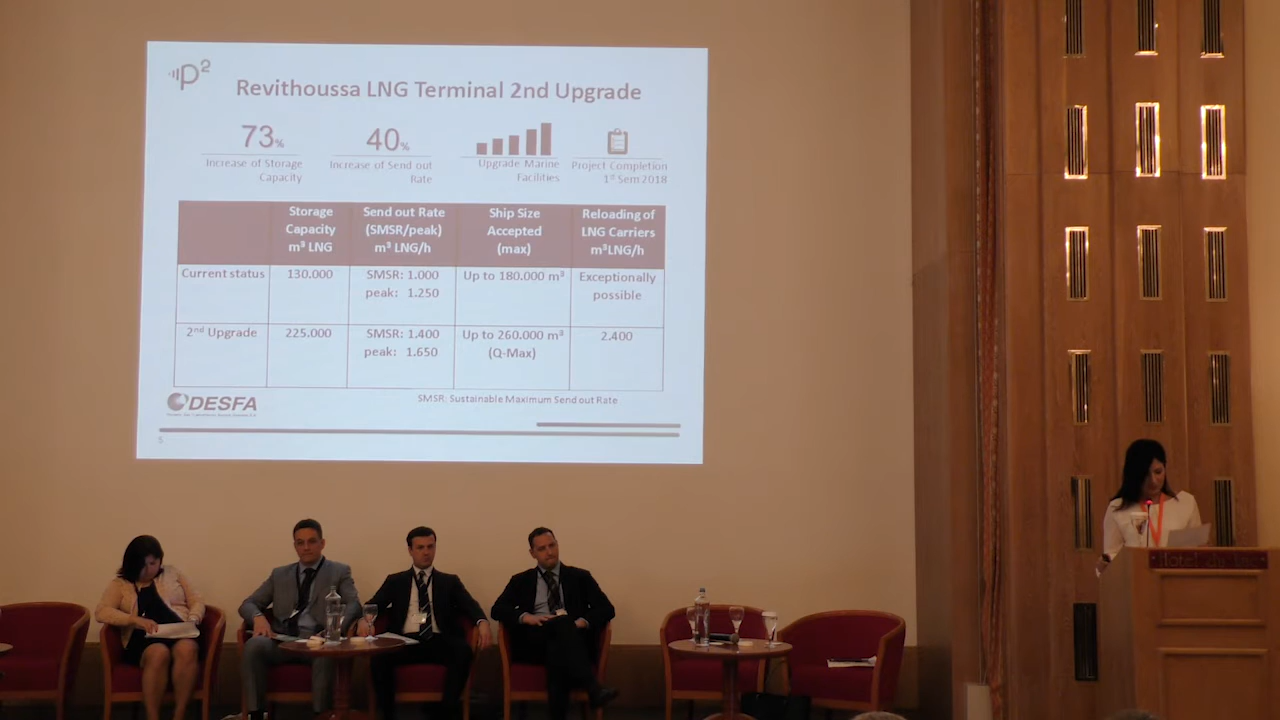 p2
Revithoussa LNG Terminal 2nd Upgrade
73%
Increase of Storage
Capacity
40%
Increase of Send out
Rate
Upgrade Marine
Facilities
Project Completion
1st Sem 2018
Storage
Capacity
m³ LNG
Send out Rate
(SMSR/peak)
m³ LNG/h
Ship Size
Accepted
(max)
Reloading of
LNG Carriers
m³LNG/h
Current status
130.000
SMSR: 1.000
peak: 1.250
Up to 180.000 m³
Exceptionally
possible
2nd Upgrade
225.000
SMSR: 1.400
peak: 1.650
Up to 260.000 m³
(Q-Max)
2.400
DESFA
SMSR: Sustainable Maximum Send out Rate
5
Hotel